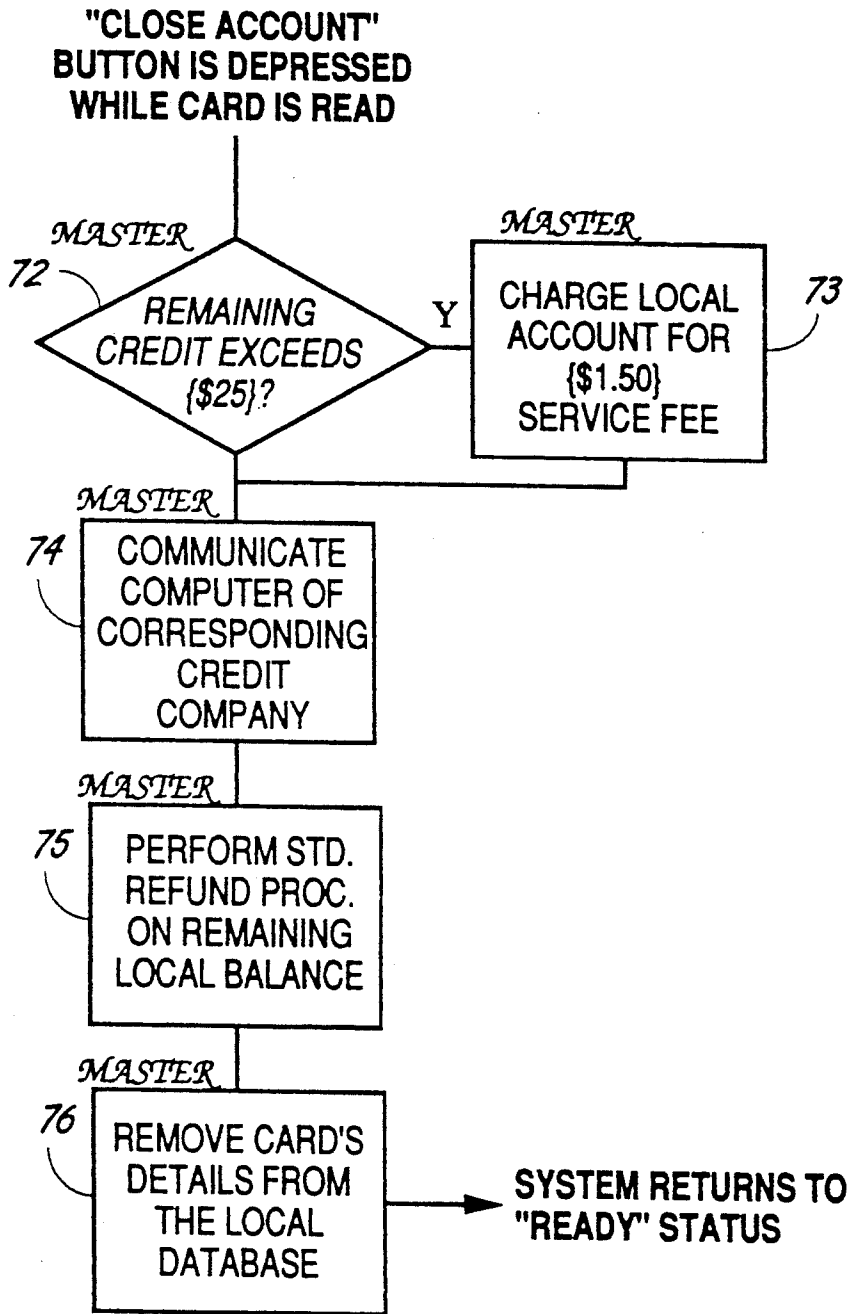 "CLOSE ACCOUNT"
BUTTON IS DEPRESSED
WHILE CARD IS READ
MASTER
72
REMAINING
CREDIT EXCEEDS
{$25}?
Y
MASTER
73
CHARGE LOCAL
ACCOUNT FOR
{$1.50}
SERVICE FEE
MASTER
74
COMMUNICATE
COMPUTER OF
CORRESPONDING
CREDIT
COMPANY
MASTER
75
PERFORM STD.
REFUND PROC.
ON REMAINING
LOCAL BALANCE
MASTER
76
REMOVE CARD'S
DETAILS FROM
THE LOCAL
DATABASE
SYSTEM RETURNS TO
"READY" STATUS